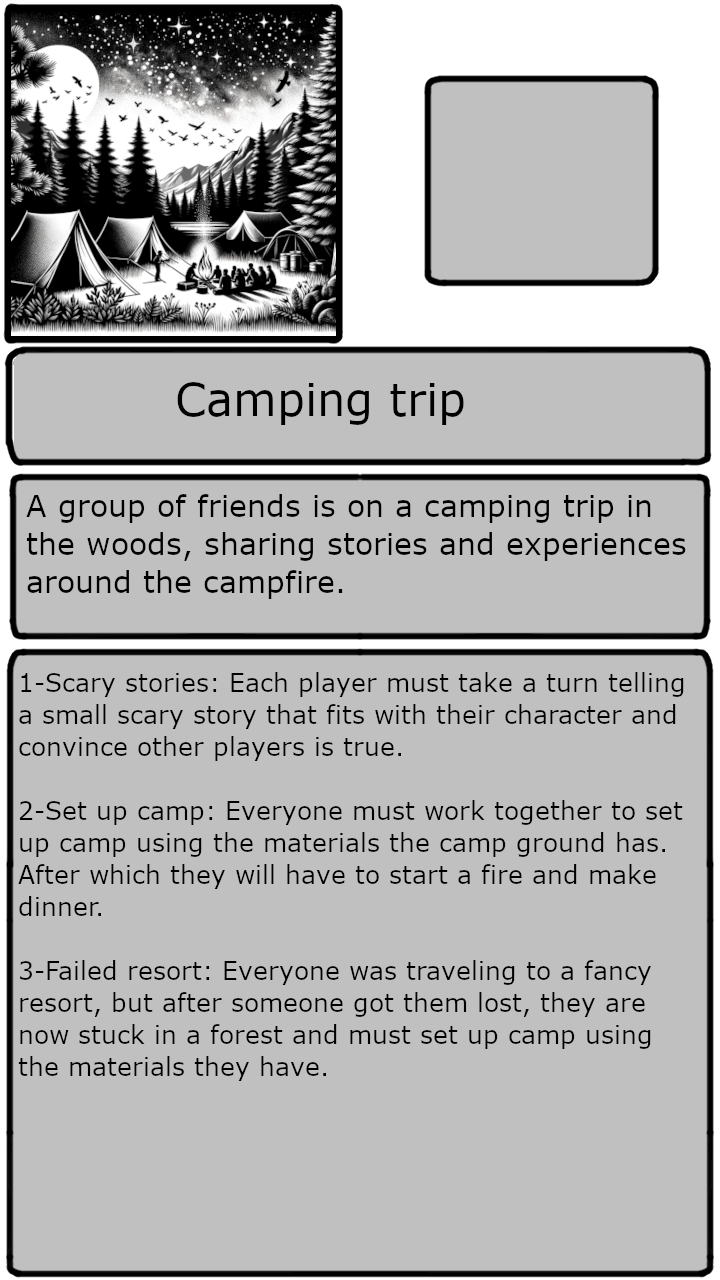 Camping trip
A group of friends is on a camping trip in
the woods, sharing stories and experiences
around the campfire.
1-Scary stories: Each player must take a turn telling
a small scary story that fits with their character and
convince other players is true.
2-Set up camp: Everyone must work together to set
up camp using the materials the camp ground has.
After which they will have to start a fire and make
dinner.
3-Failed resort: Everyone was traveling to a fancy
resort, but after someone got them lost, they are
now stuck in a forest and must set up camp using
the materials they have.